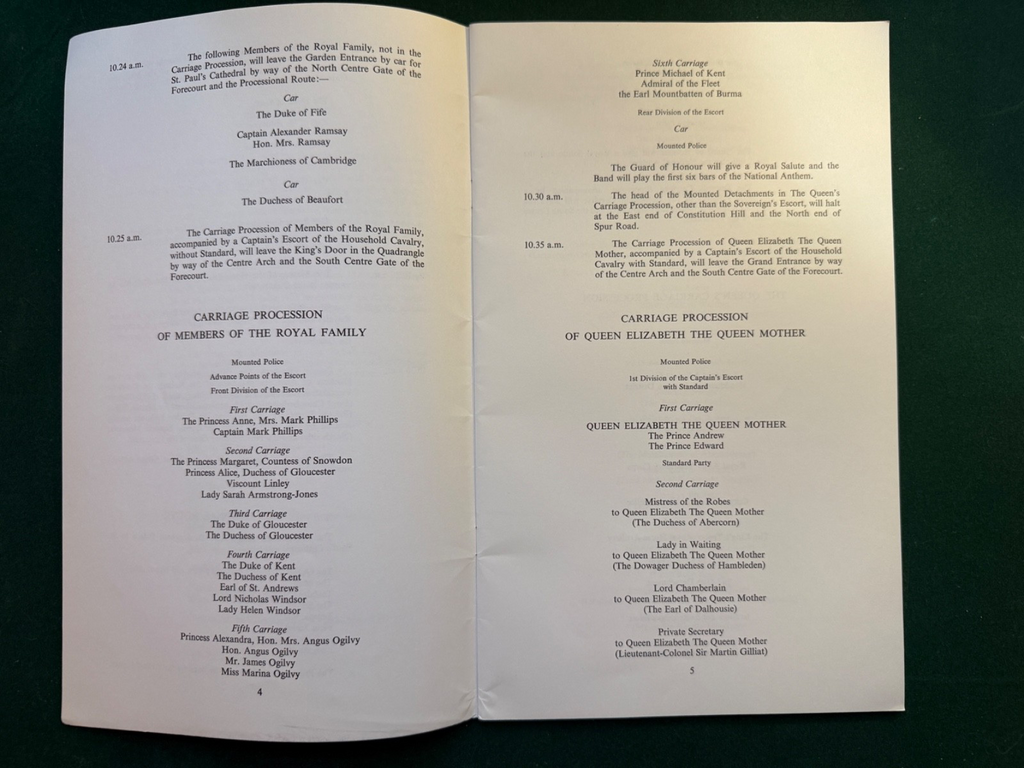 10.24 a.m.
The following Members of the Royal Family, not in the
Carriage Procession, will leave the Garden Entrance by car for
St. Paul's Cathedral by way of the North Centre Gate of the
Forecourt and the Processional Route:—
Car
The Duke of Fife
Captain Alexander Ramsay
Hon. Mrs. Ramsay
The Marchioness of Cambridge
Car
The Duchess of Beaufort
10.25 a.m.
The Carriage Procession of Members of the Royal Family,
accompanied by a Captain's Escort of the Household Cavalry,
without Standard, will leave the King's Door in the Quadrangle
by way of the Centre Arch and the South Centre Gate of the
Forecourt.
CARRIAGE PROCESSION
OF MEMBERS OF THE ROYAL FAMILY
Mounted Police
Advance Points of the Escort
Front Division of the Escort
First Carriage
The Princess Anne, Mrs. Mark Phillips
Captain Mark Phillips
Second Carriage
The Princess Margaret, Countess of Snowdon
Princess Alice, Duchess of Gloucester
Viscount Linley
Lady Sarah Armstrong-Jones
Third Carriage
The Duke of Gloucester
The Duchess of Gloucester
Fourth Carriage
The Duke of Kent
The Duchess of Kent
Earl of St. Andrews
Lord Nicholas Windsor
Lady Helen Windsor
Fifth Carriage
Princess Alexandra, Hon. Mrs. Angus Ogilvy
Hon. Angus Ogilvy
Mr. James Ogilvy
Miss Marina Ogilvy
4
Sixth Carriage
Prince Michael of Kent
Admiral of the Fleet
the Earl Mountbatten of Burma
Rear Division of the Escort
Car
Mounted Police
The Guard of Honour will give a Royal Salute and the
Band will play the first six bars of the National Anthem.
10.30 a.m.
The head of the Mounted Detachments in The Queen's
Carriage Procession, other than the Sovereign's Escort, will halt
at the East end of Constitution Hill and the North end of
Spur Road.
10.35 a.m.
The Carriage Procession of Queen Elizabeth The Queen
Mother, accompanied by a Captain's Escort of the Household
Cavalry with Standard, will leave the Grand Entrance by way
of the Centre Arch and the South Centre Gate of the Forecourt.
CARRIAGE PROCESSION
OF QUEEN ELIZABETH THE QUEEN MOTHER
Mounted Police
1st Division of the Captain's Escort
with Standard
First Carriage
QUEEN ELIZABETH THE QUEEN MOTHER
The Prince Andrew
The Prince Edward
Standard Party
Second Carriage
Mistress of the Robes
to Queen Elizabeth The Queen Mother
(The Duchess of Abercorn)
Lady in Waiting
to Queen Elizabeth The Queen Mother
(The Dowager Duchess of Hambleden)
Lord Chamberlain
to Queen Elizabeth The Queen Mother
(The Earl of Dalhousie)
Private Secretary
to Queen Elizabeth The Queen Mother
(Lieutenant-Colonel Sir Martin Gilliat)
5